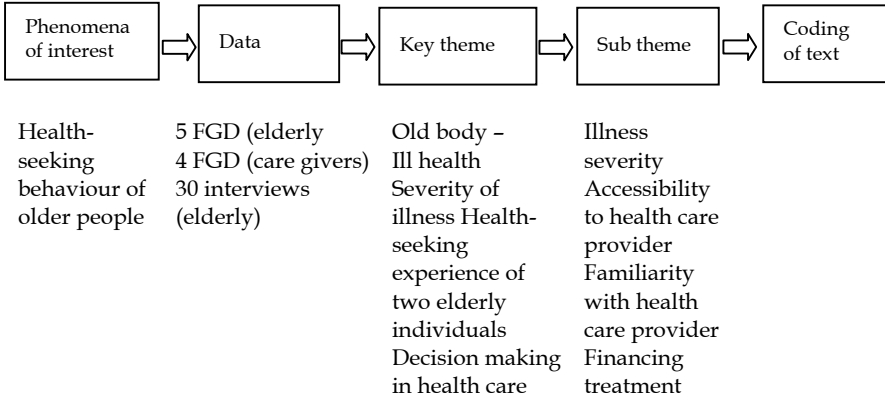 Phenomena
of interest
Data
Key theme
Sub theme
Coding
of text
Health-
seeking
behaviour of
older people
5 FGD (elderly
4 FGD (care givers)
30 interviews
(elderly)
Old body –
Ill health
Severity of
illness Health-
seeking
experience of
two elderly
individuals
Decision making
in health care
Illness
severity
Accessibility
to health care
provider
Familiarity
with health
care provider
Financing
treatment